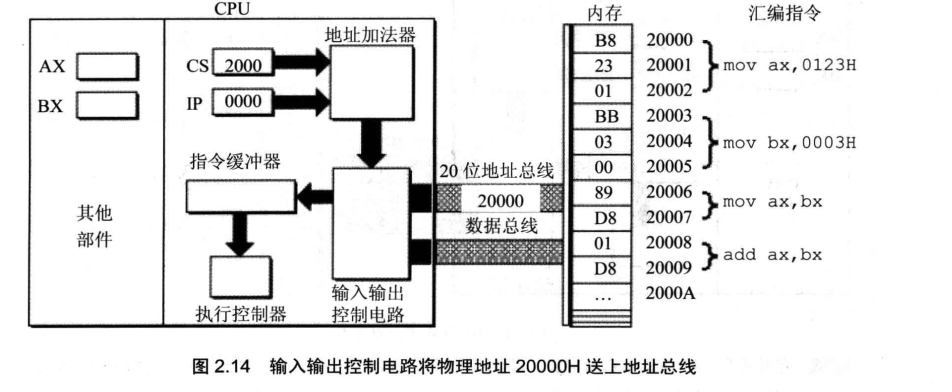 CPU
内存 汇编指令
地址加法器
AX
BX
CS 2000
IP 0000
指令缓冲器
其他
部件
20 位地址总线
20000
数据总线
执行控制器
输入输出
控制电路
B8 20000
23 20001 mov ax,0123H
01 20002
BB 20003
03 20004 mov bx,0003H
00 20005
89 20006 mov ax,bx
D8 20007
01 20008 add ax,bx
D8 20009
... 2000A
图 2.14 输入输出控制电路将物理地址 20000H 送上地址总线